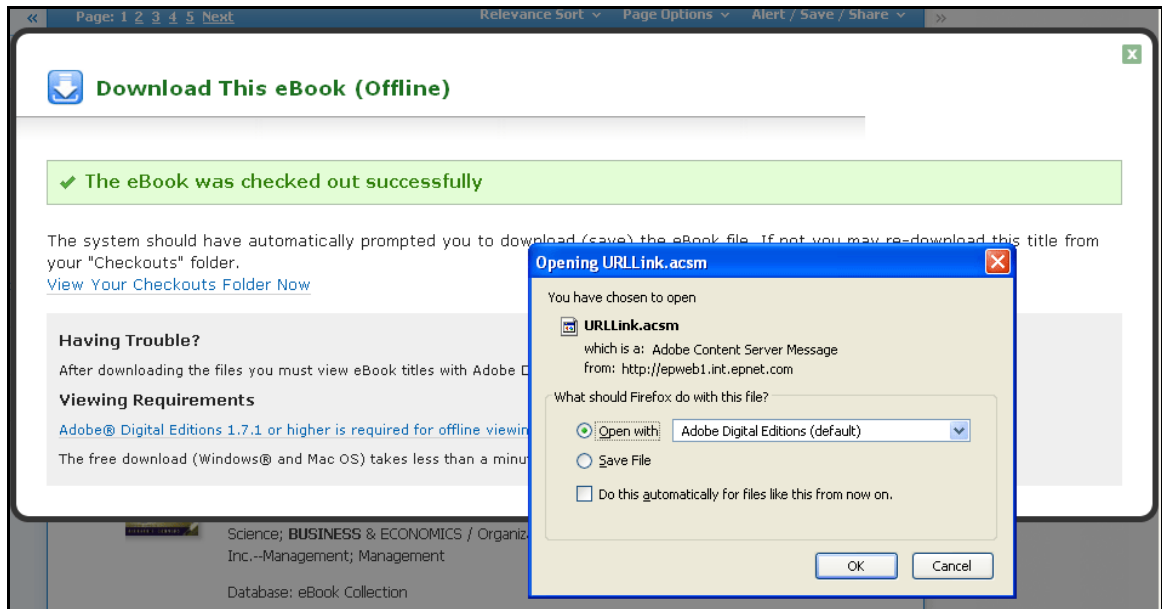 « Page: 1 2 3 4 5 Next Relevance Sort Page Options Alert / Save / Share »
Download This eBook (Offline)
The eBook was checked out successfully
The system should have automatically prompted you to download (save) the eBook file. If not you may re-download this title from
your "Checkouts" folder.
View Your Checkouts Folder Now
Having Trouble?
After downloading the files you must view eBook titles with Adobe
Viewing Requirements
Adobe® Digital Editions 1.7.1 or higher is required for offline
The free download (Windows® and Mac OS) takes less than a
Opening URLLink.acsm
You have chosen to open
URLLink.acsm
which is a: Adobe Content Server Message
from: http://epweb1.int.epnet.com
What should Firefox do with this file?
Open with Adobe Digital Editions (default)
Save File
Do this automatically for files like this from now on.
OK Cancel
Science; BUSINESS & ECONOMICS /
Inc.--Management; Management
Database: eBook Collection